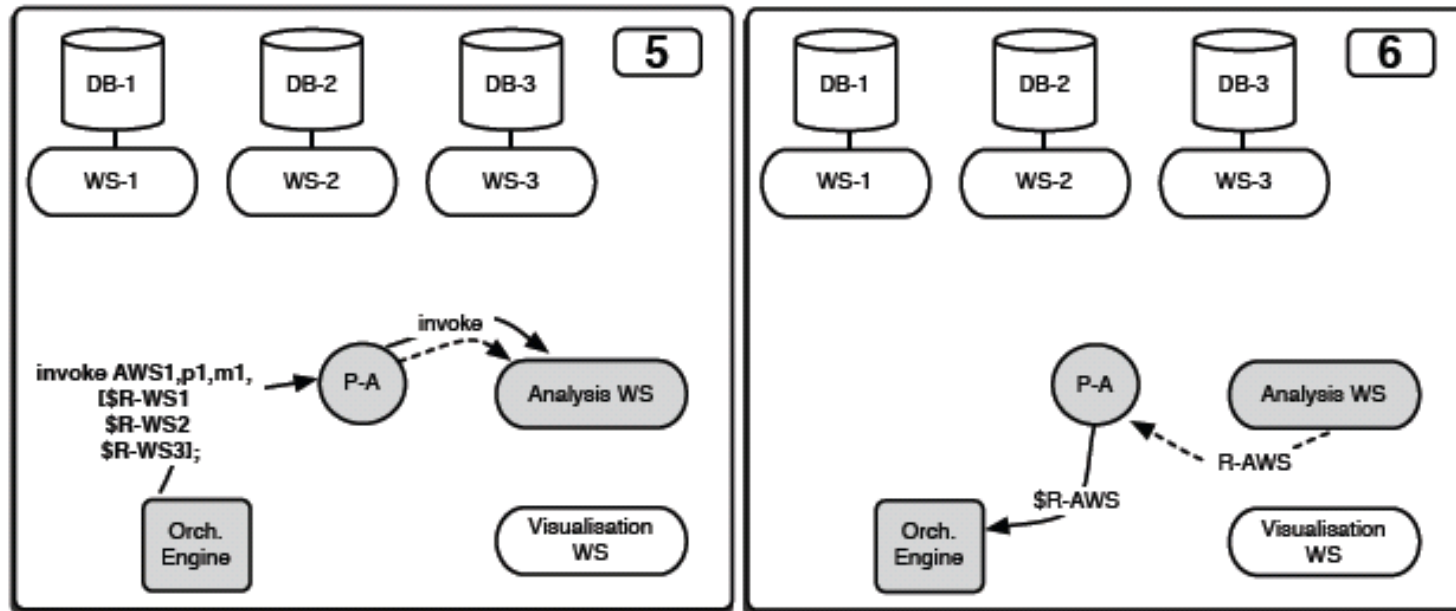 5
DB-1
DB-2
DB-3
WS-1
WS-2
WS-3
invoke
invoke AWS1,p1,m1,
[$R-WS1
$R-WS2
$R-WS3];
P-A
Analysis WS
Orch.
Engine
Visualisation
WS
6
DB-1
DB-2
DB-3
WS-1
WS-2
WS-3
P-A
Analysis WS
R-AWS
$R-AWS
Orch.
Engine
Visualisation
WS